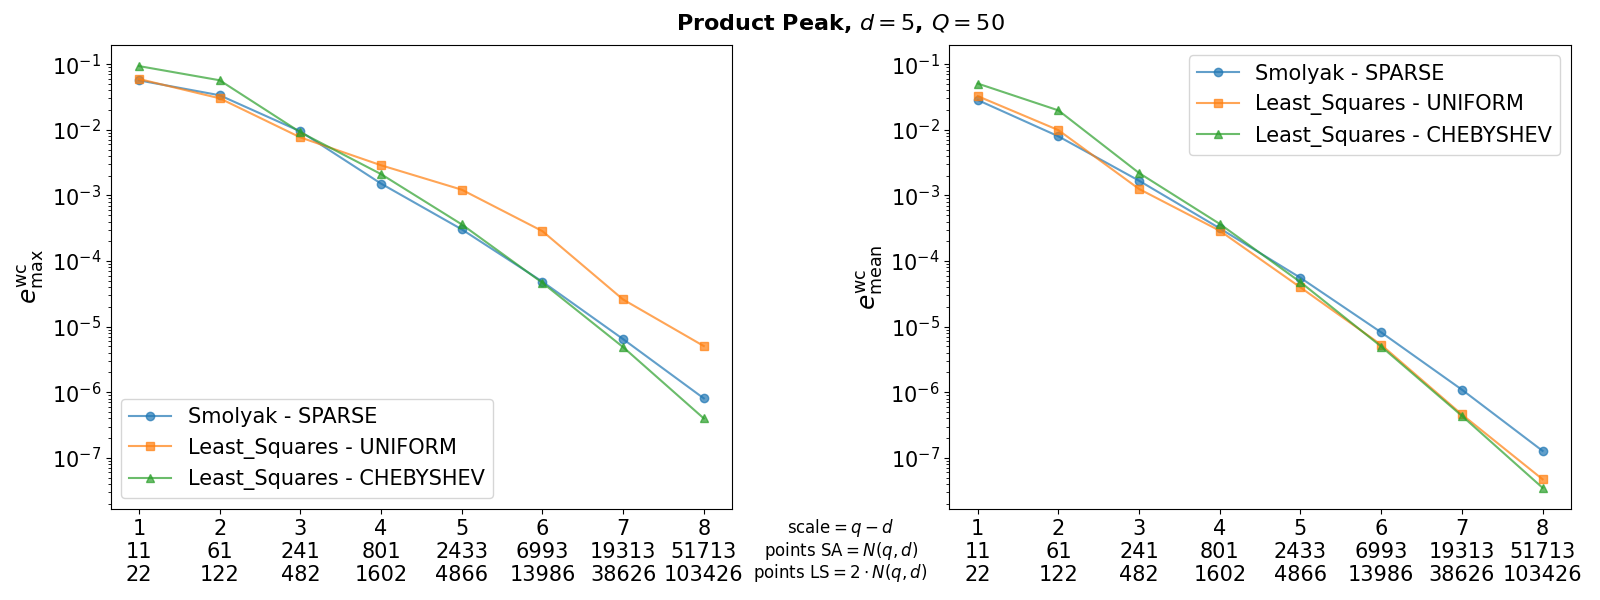 Product Peak, d = 5, Q = 50
e^wc_max
10^-1
10^-2
10^-3
10^-4
10^-5
10^-6
10^-7
Smolyak - SPARSE
Least_Squares - UNIFORM
Least_Squares - CHEBYSHEV
1 2 3 4 5 6 7 8
11 61 241 801 2433 6993 19313 51713
22 122 482 1602 4866 13986 38626 103426
scale = q − d
points SA = N(q, d)
points LS = 2 · N(q, d)
e^wc_mean
10^-1
10^-2
10^-3
10^-4
10^-5
10^-6
10^-7
Smolyak - SPARSE
Least_Squares - UNIFORM
Least_Squares - CHEBYSHEV
1 2 3 4 5 6 7 8
11 61 241 801 2433 6993 19313 51713
22 122 482 1602 4866 13986 38626 103426